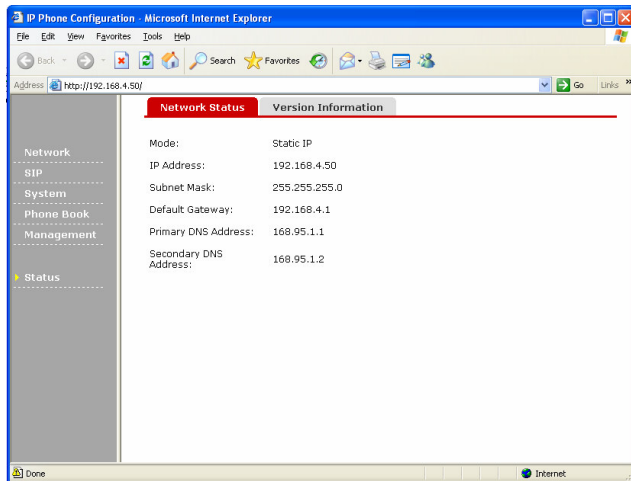 IP Phone Configuration - Microsoft Internet Explorer
File Edit View Favorites Tools Help
Back Search Favorites
Address http://192.168.4.50/ Go Links »
Network Status Version Information
Network
SIP
System
Phone Book
Management
Status
Mode: Static IP
IP Address: 192.168.4.50
Subnet Mask: 255.255.255.0
Default Gateway: 192.168.4.1
Primary DNS Address: 168.95.1.1
Secondary DNS
Address: 168.95.1.2
Done Internet